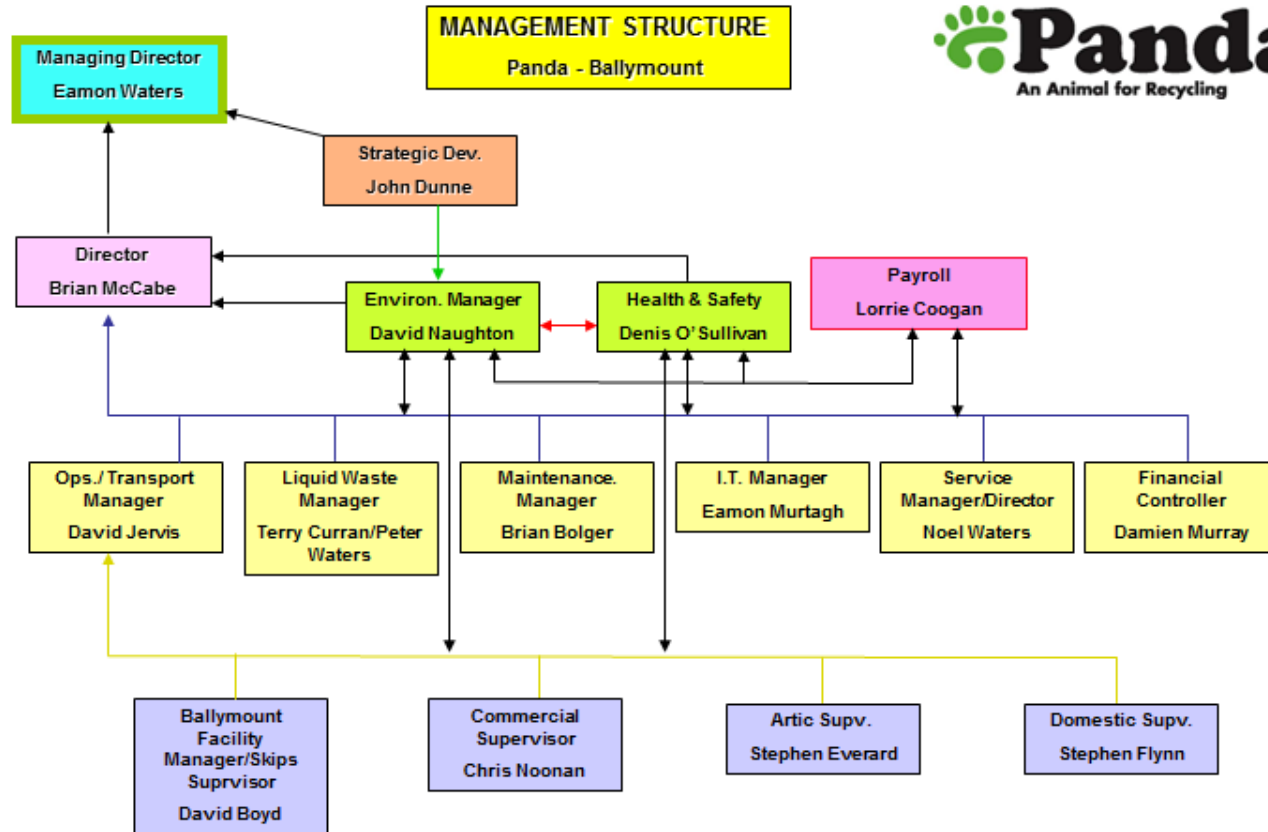 MANAGEMENT STRUCTURE
Panda - Ballymount
Panda
An Animal for Recycling
Managing Director
Eamon Waters
Strategic Dev.
John Dunne
Director
Brian McCabe
Environ. Manager
David Naughton
Health & Safety
Denis O'Sullivan
Payroll
Lorrie Coogan
Ops./ Transport
Manager
David Jervis
Liquid Waste
Manager
Terry Curran/Peter
Waters
Maintenance.
Manager
Brian Bolger
I.T. Manager
Eamon Murtagh
Service
Manager/Director
Noel Waters
Financial
Controller
Damien Murray
Ballymount
Facility
Manager/Skips
Suprvisor
David Boyd
Commercial
Supervisor
Chris Noonan
Artic Supv.
Stephen Everard
Domestic Supv.
Stephen Flynn